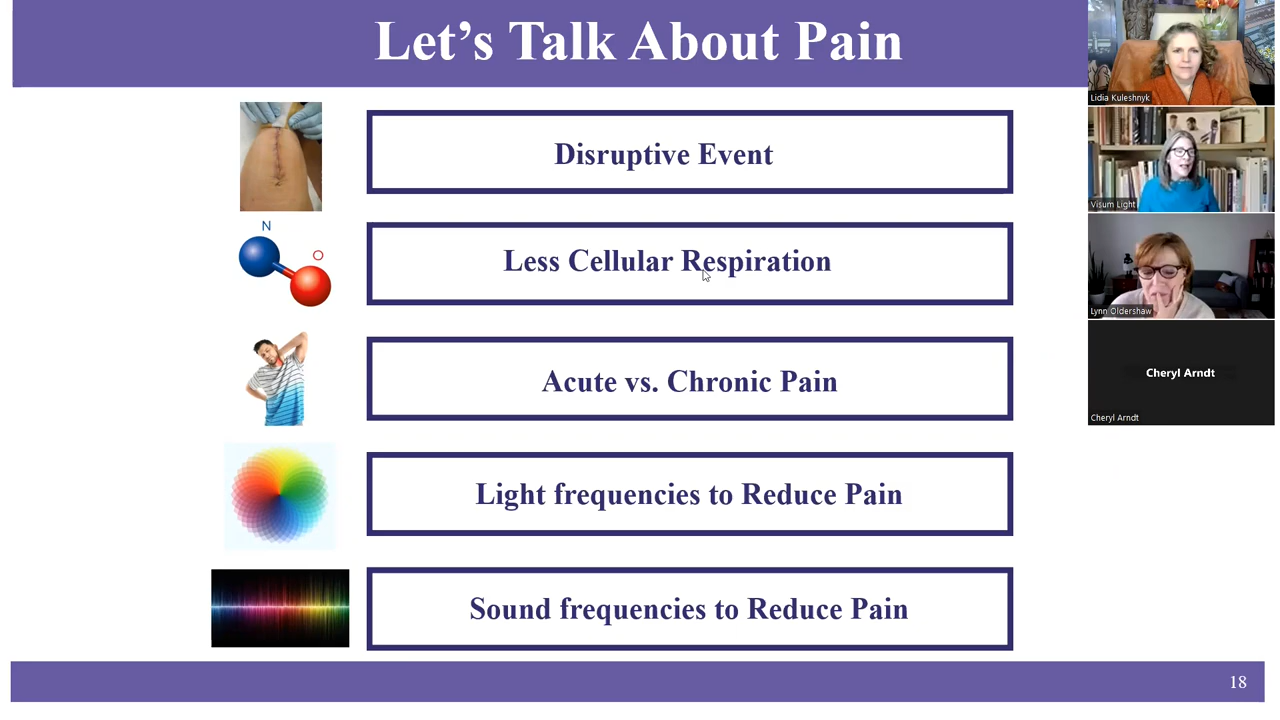 Let's Talk About Pain
Disruptive Event
N
O
Less Cellular Respiration
Acute vs. Chronic Pain
Light frequencies to Reduce Pain
Sound frequencies to Reduce Pain
18
Lidia Kuleshnyk
Visum Light
Lynn Oldershaw
Cheryl Arndt
Cheryl Arndt